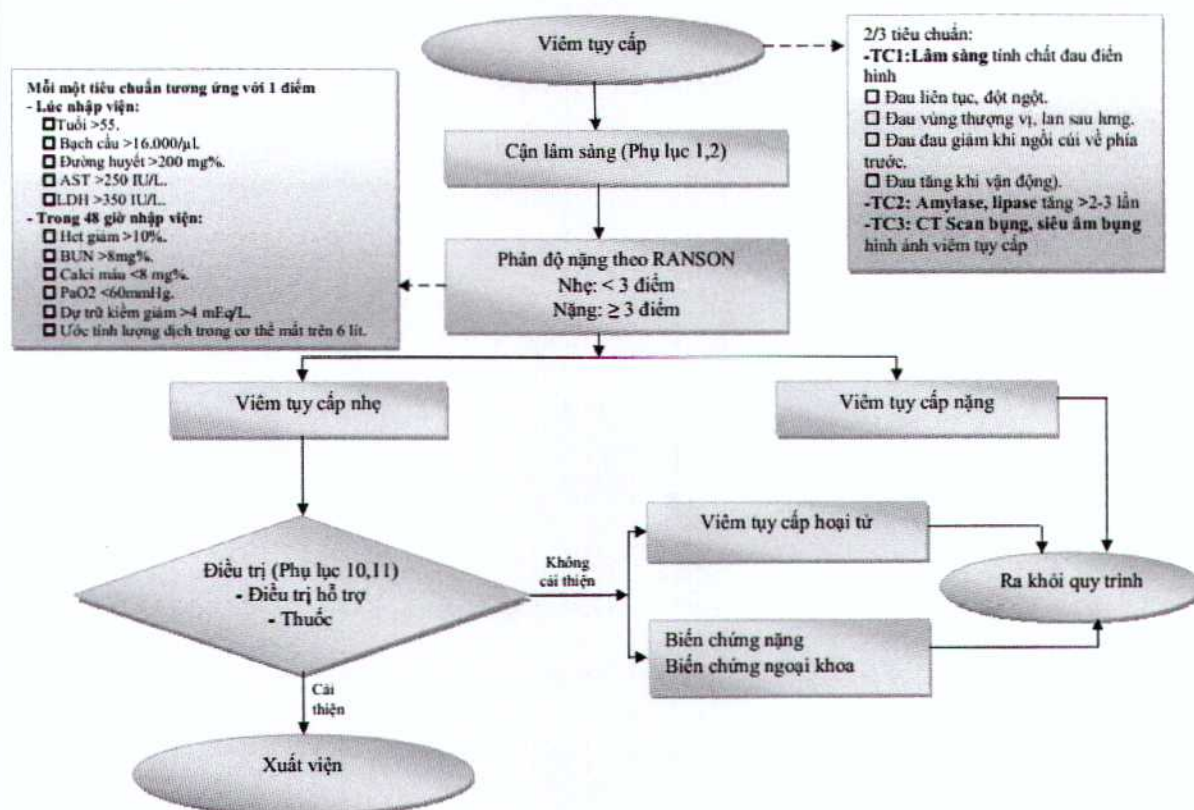 Viêm tụy cấp
2/3 tiêu chuẩn:
-TC1:Lâm sàng tính chất đau điển
hình
☐ Đau liên tục, đột ngột.
☐ Đau vùng thượng vị, lan sau lưng.
☐ Đau đau giảm khi ngồi cúi về phía
trước.
☐ Đau tăng khi vận động).
-TC2: Amylase, lipase tăng >2-3 lần
-TC3: CT Scan bụng, siêu âm bụng
hình ảnh viêm tụy cấp
Mỗi một tiêu chuẩn tương ứng với 1 điểm
- Lúc nhập viện:
☐Tuổi >55.
☐Bạch cầu >16.000/µl.
☐Đường huyết >200 mg%.
☐AST >250 IU/L.
☐LDH >350 IU/L.
- Trong 48 giờ nhập viện:
☐ Hct giảm >10%.
☐ BUN >8mg%.
☐ Calci máu <8 mg%.
☐ PaO2 <60mmHg.
☐ Dự trữ kiềm giảm >4 mEq/L.
☐ Ước tính lượng dịch trong cơ thể mất trên 6 lít.
Cận lâm sàng (Phụ lục 1,2)
Phân độ nặng theo RANSON
Nhẹ: < 3 điểm
Nặng: ≥ 3 điểm
Viêm tụy cấp nhẹ
Viêm tụy cấp nặng
Điều trị (Phụ lục 10,11)
- Điều trị hỗ trợ
- Thuốc
Không
cải thiện
Viêm tụy cấp hoại tử
Biến chứng nặng
Biến chứng ngoại khoa
Ra khỏi quy trình
Cải
thiện
Xuất viện